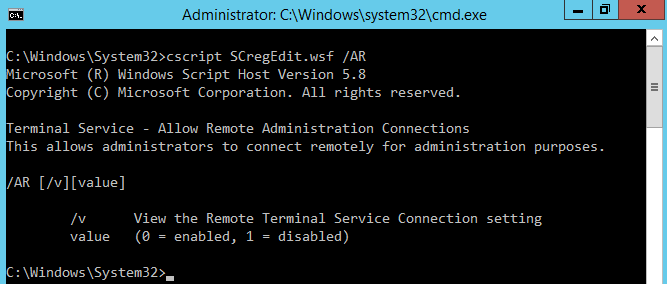 Administrator: C:\Windows\system32\cmd.exe
C:\Windows\System32>cscript SCregEdit.wsf /AR
Microsoft (R) Windows Script Host Version 5.8
Copyright (C) Microsoft Corporation. All rights reserved.
Terminal Service - Allow Remote Administration Connections
This allows administrators to connect remotely for administration purposes.
/AR [/v][value]
/v View the Remote Terminal Service Connection setting
value (0 = enabled, 1 = disabled)
C:\Windows\System32>_